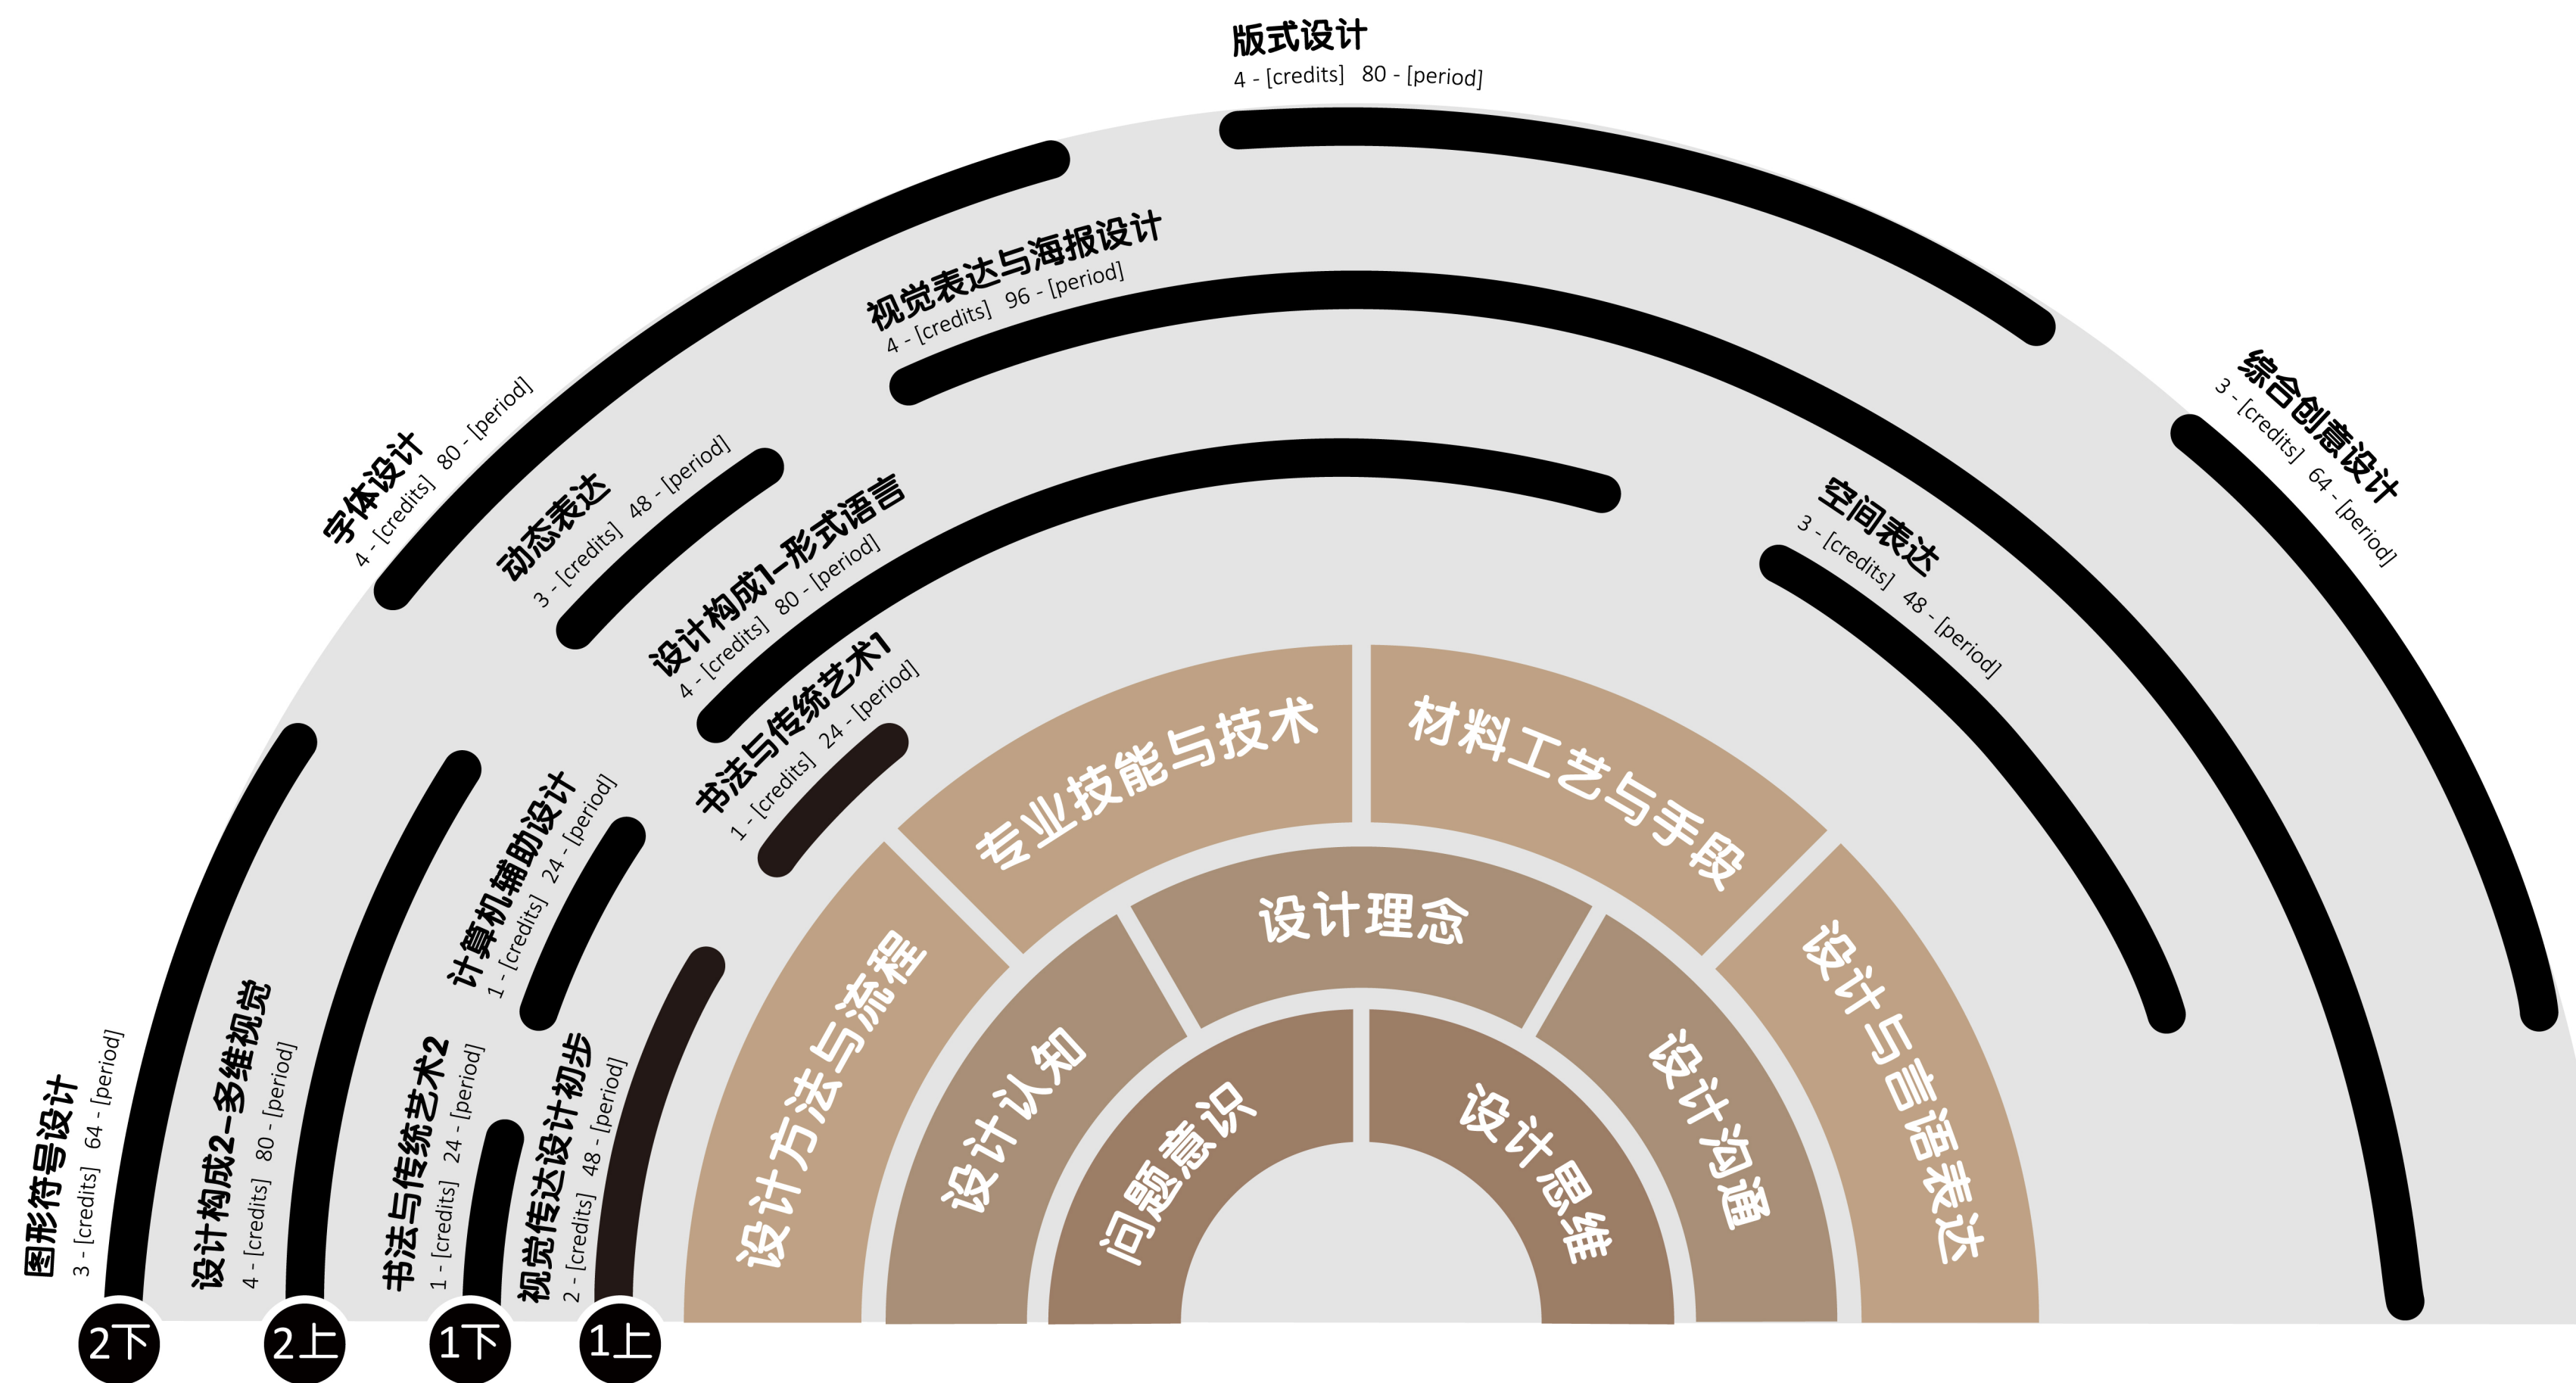 版式设计
4 - [credits] 80 - [period]
字体设计
4 - [credits] 80 - [period]
综合创意设计
3 - [credits] 64 - [period]
图形符号设计
3 - [credits] 64 - [period]
视觉表达与海报设计
4 - [credits] 96 - [period]
动态表达
3 - [credits] 48 - [period]
设计构成2-多维视觉
4 - [credits] 80 - [period]
设计构成1-形式语言
4 - [credits] 80 - [period]
空间表达
3 - [credits] 48 - [period]
计算机辅助设计
1 - [credits] 24 - [period]
书法与传统艺术2
1 - [credits] 24 - [period]
书法与传统艺术1
1 - [credits] 24 - [period]
视觉传达设计初步
2 - [credits] 48 - [period]
设计方法与流程
专业技能与技术
材料工艺与手段
设计与言语表达
设计认知
设计理念
设计沟通
问题意识
设计思维
2下
2上
1下
1上